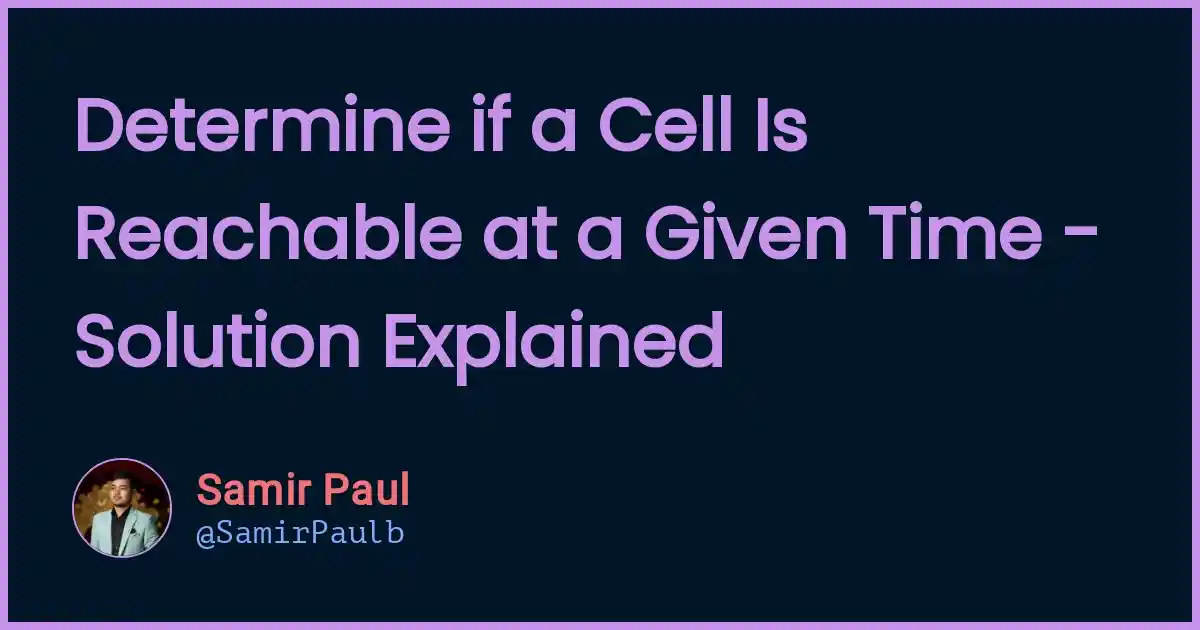 Determine if a Cell Is
Reachable at a Given Time -
Solution Explained
Samir Paul
@SamirPaulb